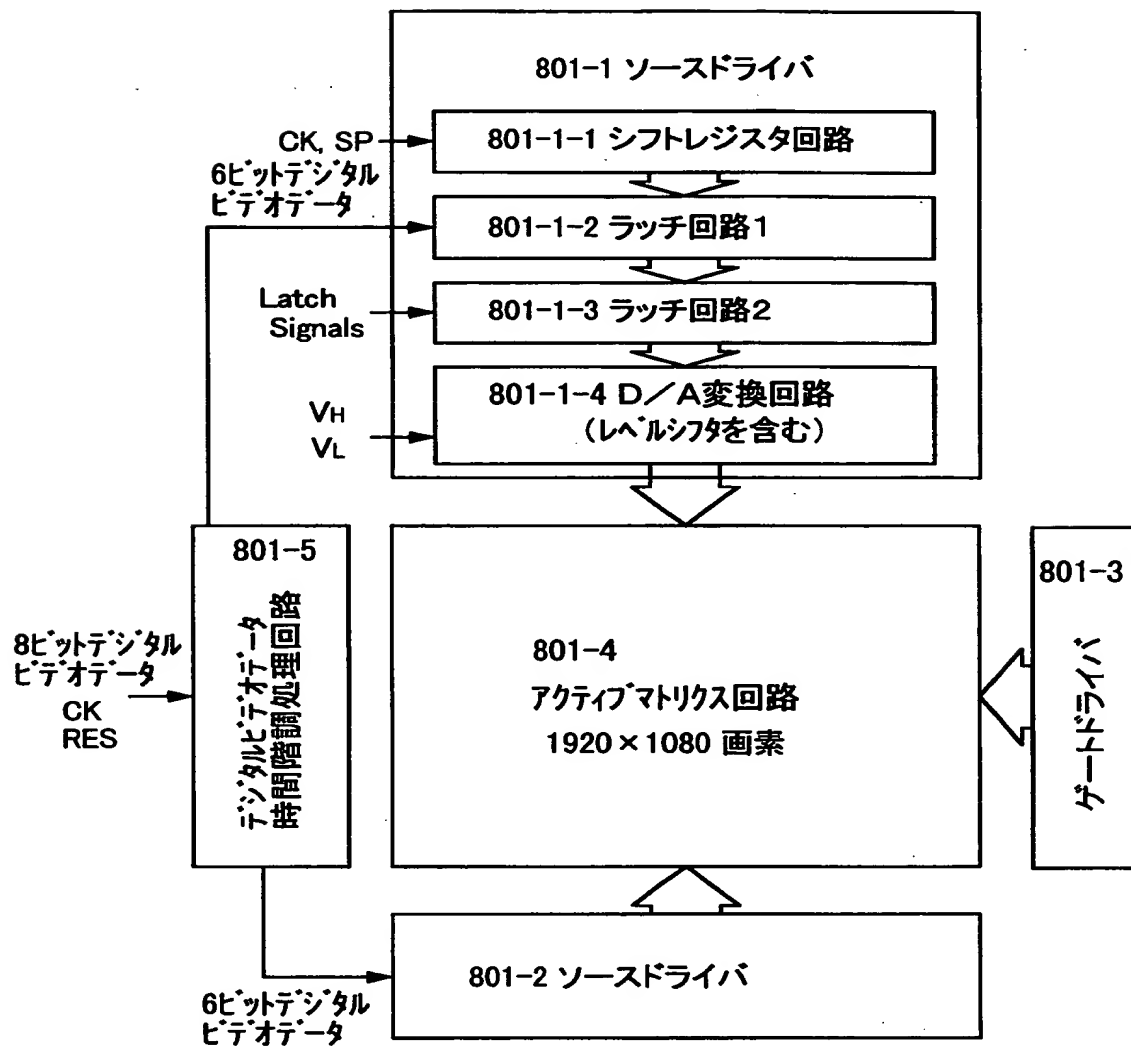 801-1 ソースドライバ
CK, SP
801-1-1 シフトレジスタ回路
6ビットデジタル
ビデオデータ
801-1-2 ラッチ回路1
Latch
Signals
801-1-3 ラッチ回路2
VH
VL
801-1-4 D／A変換回路
(レベルシフタを含む)
801-5
デジタルビデオデータ
時間階調処理回路
8ビットデジタル
ビデオデータ
CK
RES
801-4
アクティブマトリクス回路
1920×1080 画素
801-3
ゲートドライバ
801-2 ソースドライバ
6ビットデジタル
ビデオデータ